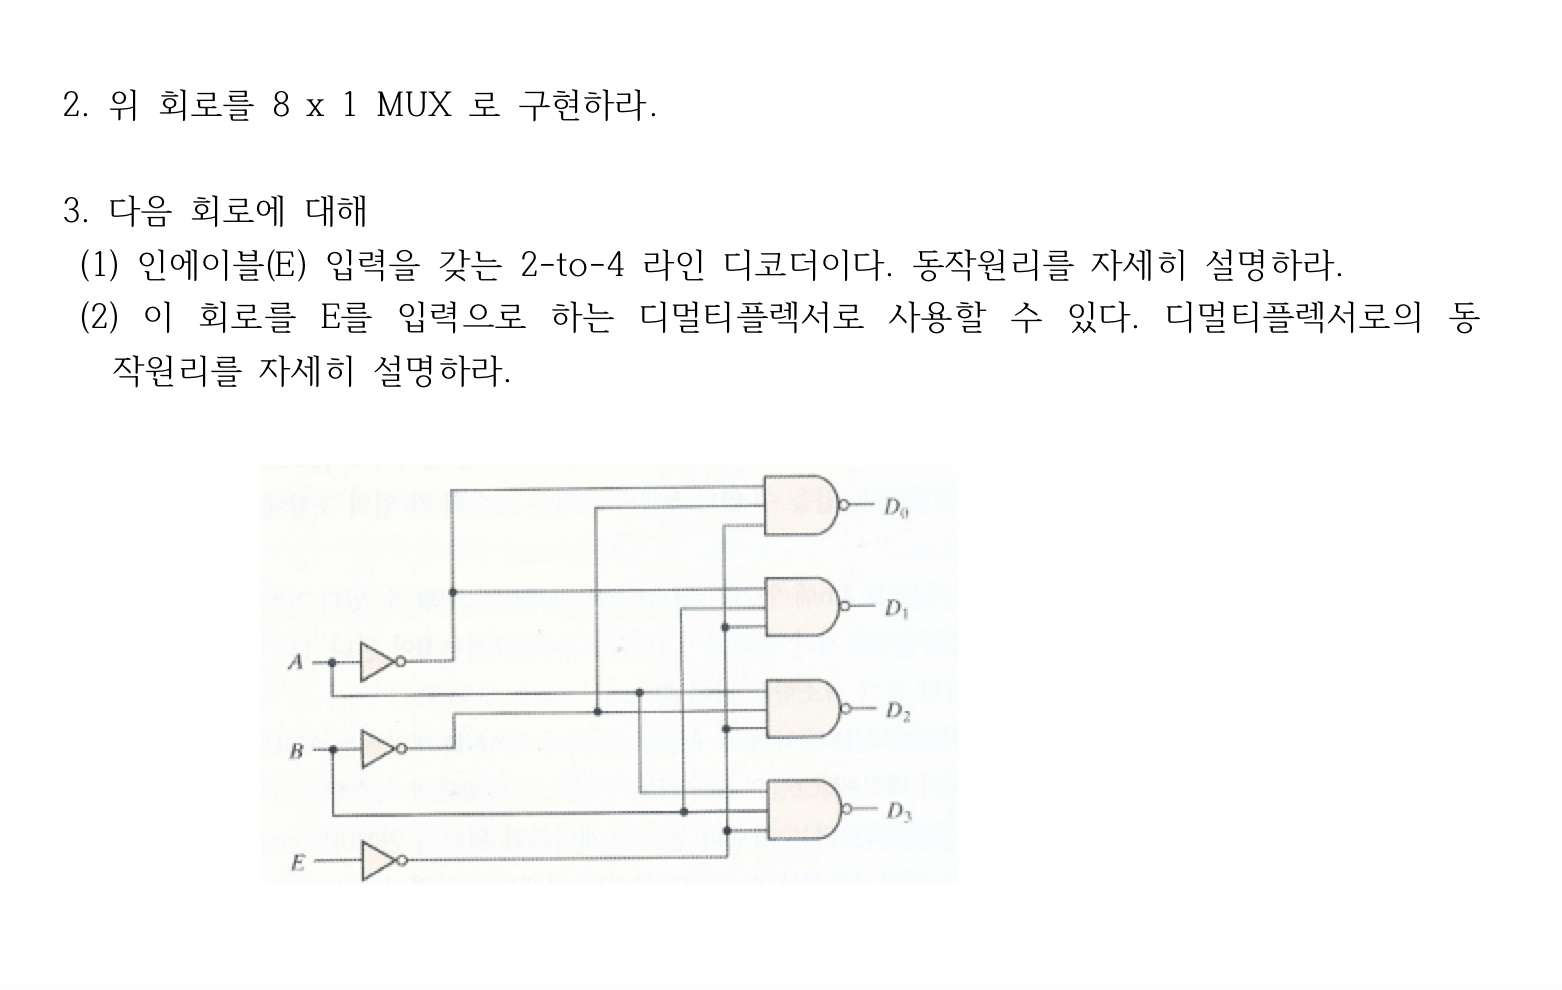 2. 위 회로를 8 x 1 MUX 로 구현하라.
3. 다음 회로에 대해
(1) 인에이블(E) 입력을 갖는 2-to-4 라인 디코더이다. 동작원리를 자세히 설명하라.
(2) 이 회로를 E를 입력으로 하는 디멀티플렉서로 사용할 수 있다. 디멀티플렉서로의 동
작원리를 자세히 설명하라.
D₀
D₁
A
D₂
B
D₃
E